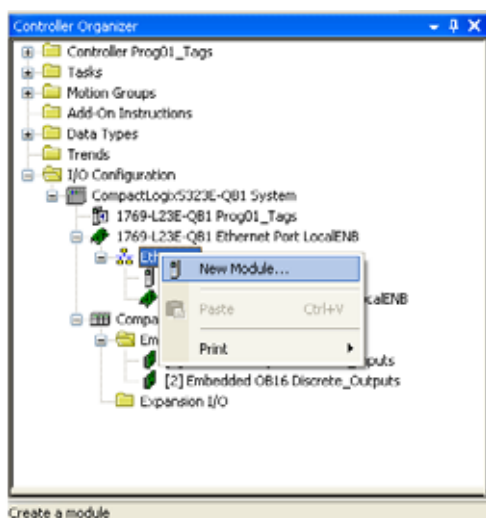 Controller Organizer
Controller Prog01_Tags
Tasks
Motion Groups
Add-On Instructions
Data Types
Trends
I/O Configuration
CompactLogix5323E-QB1 System
1769-L23E-QB1 Prog01_Tags
1769-L23E-QB1 Ethernet Port LocalENB
Eth
New Module...
calENB
Paste Ctrl+V
Compa
Print
Em
puts
[2] Embedded OB16 Discrete_Outputs
Expansion I/O
Create a module